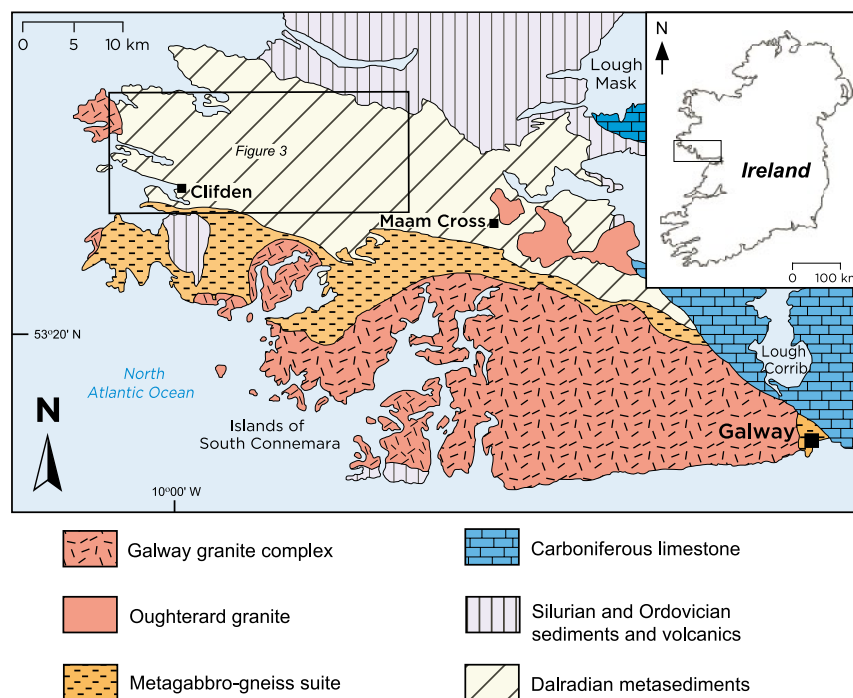 0 5 10 km
Lough
Mask
N
Ireland
0 100 km
Figure 3
Clifden
Maam Cross
53°20' N
North
Atlantic Ocean
Lough
Corrib
N
Islands of
South Connemara
Galway
10°00' W
Galway granite complex
Carboniferous limestone
Oughterard granite
Silurian and Ordovician
sediments and volcanics
Metagabbro-gneiss suite
Dalradian metasediments